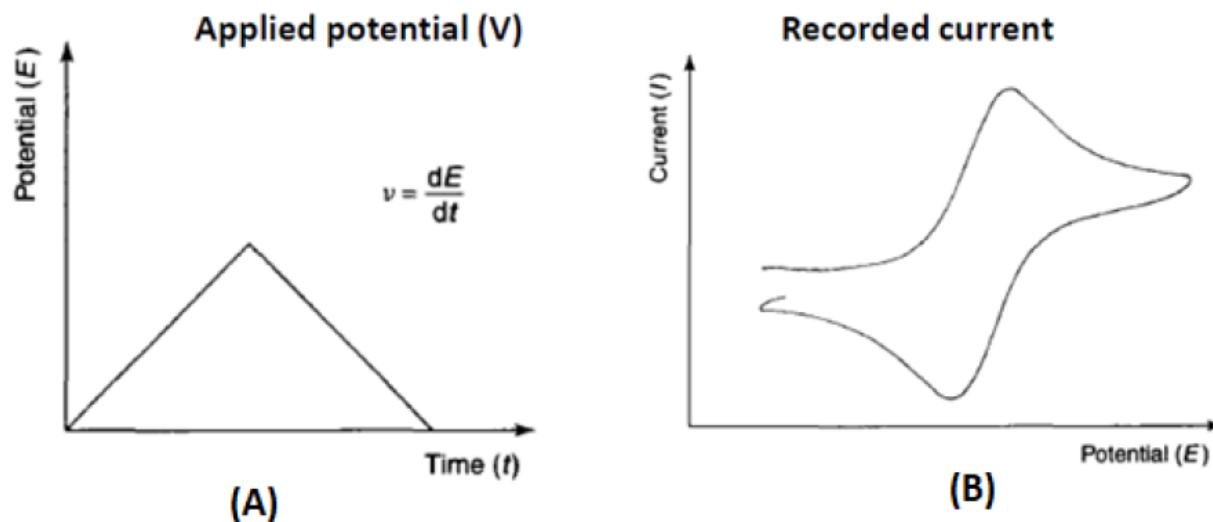 Applied potential (V)
Potential (E)
ν = dE/dt
Time (t)
(A)
Recorded current
Current (I)
Potential (E)
(B)